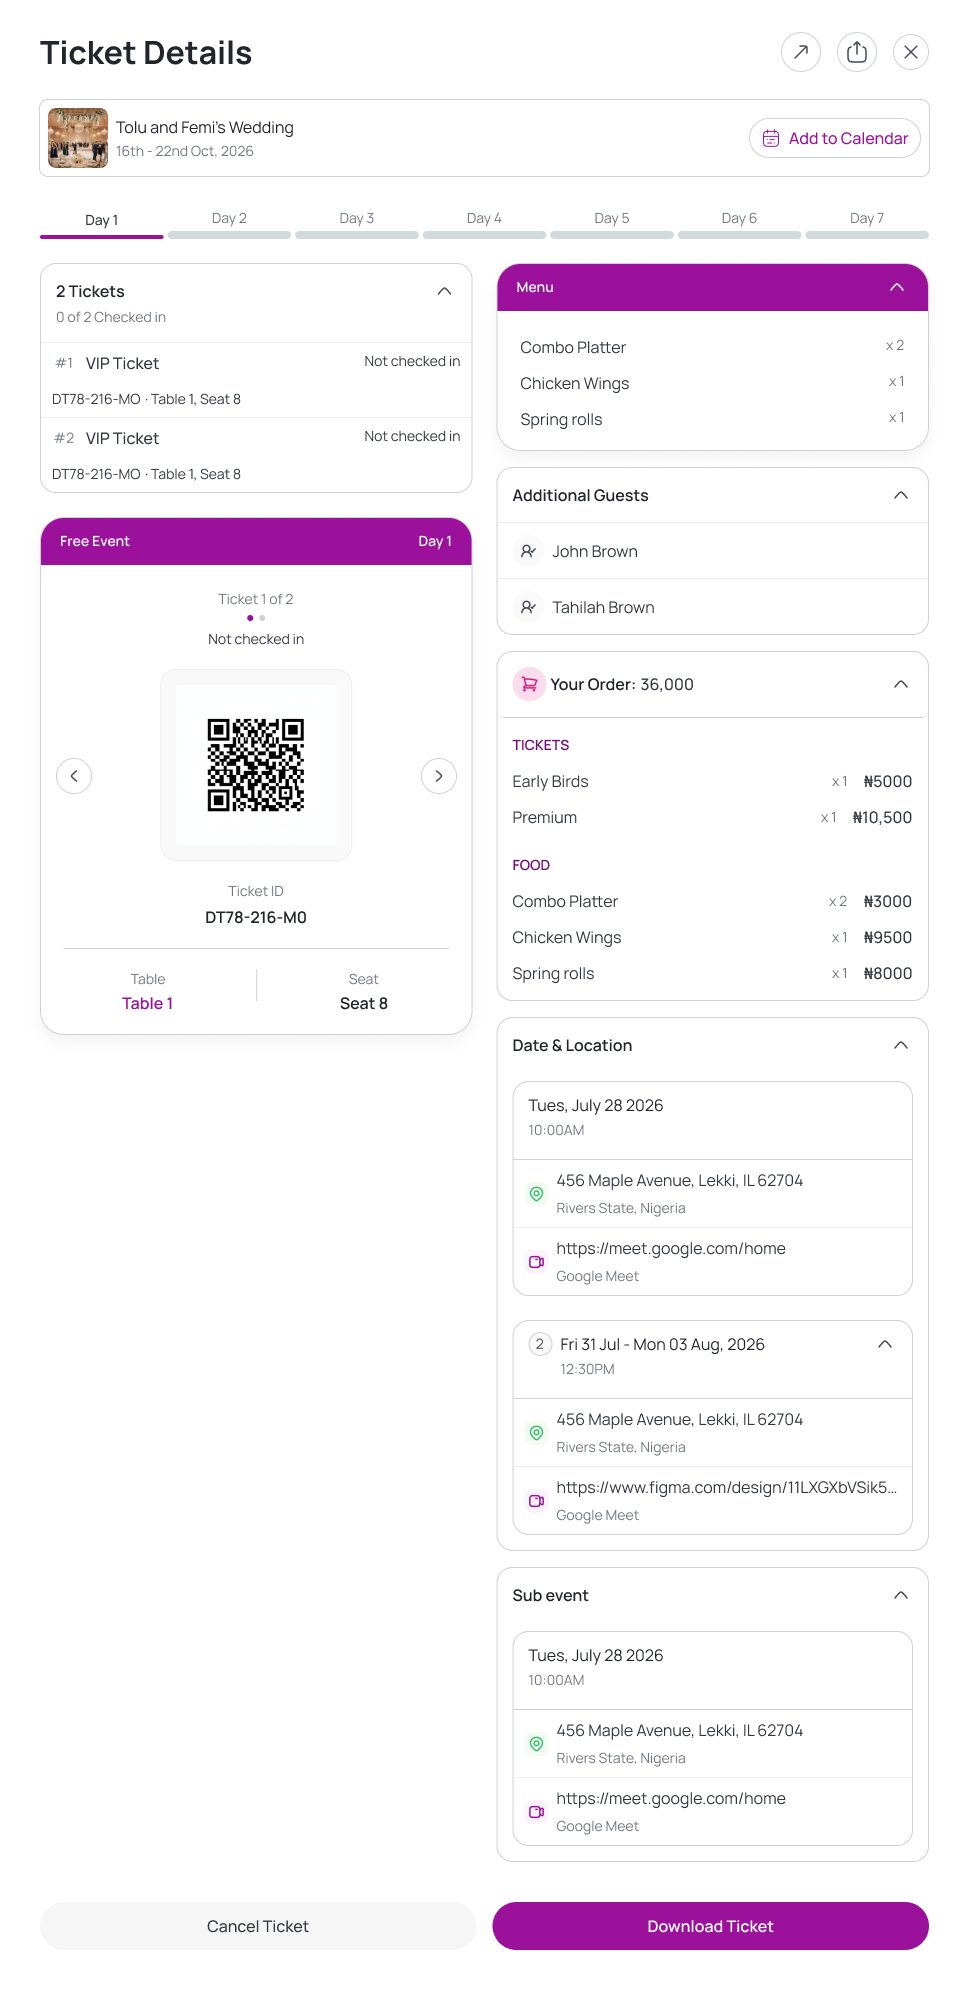 Ticket Details
Tolu and Femi's Wedding
16th - 22nd Oct, 2026
Add to Calendar
Day 1
Day 2
Day 3
Day 4
Day 5
Day 6
Day 7
2 Tickets
0 of 2 Checked in
#1 VIP Ticket Not checked in
DT78-216-MO · Table 1, Seat 8
#2 VIP Ticket Not checked in
DT78-216-MO · Table 1, Seat 8
Free Event Day 1
Ticket 1 of 2
Not checked in
Ticket ID
DT78-216-M0
Table
Table 1
Seat
Seat 8
Menu
Combo Platter x 2
Chicken Wings x 1
Spring rolls x 1
Additional Guests
John Brown
Tahilah Brown
Your Order: 36,000
TICKETS
Early Birds x 1 ₦5000
Premium x 1 ₦10,500
FOOD
Combo Platter x 2 ₦3000
Chicken Wings x 1 ₦9500
Spring rolls x 1 ₦8000
Date & Location
Tues, July 28 2026
10:00AM
456 Maple Avenue, Lekki, IL 62704
Rivers State, Nigeria
https://meet.google.com/home
Google Meet
2 Fri 31 Jul - Mon 03 Aug, 2026
12:30PM
456 Maple Avenue, Lekki, IL 62704
Rivers State, Nigeria
https://www.figma.com/design/11LXGXbVSik5...
Google Meet
Sub event
Tues, July 28 2026
10:00AM
456 Maple Avenue, Lekki, IL 62704
Rivers State, Nigeria
https://meet.google.com/home
Google Meet
Cancel Ticket
Download Ticket